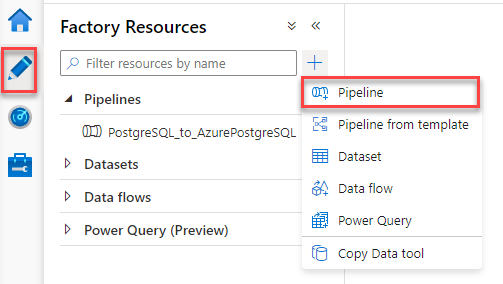 Factory Resources
Filter resources by name
Pipelines
PostgreSQL_to_AzurePostgreSQL
Datasets
Data flows
Power Query (Preview)
Pipeline
Pipeline from template
Dataset
Data flow
Power Query
Copy Data tool